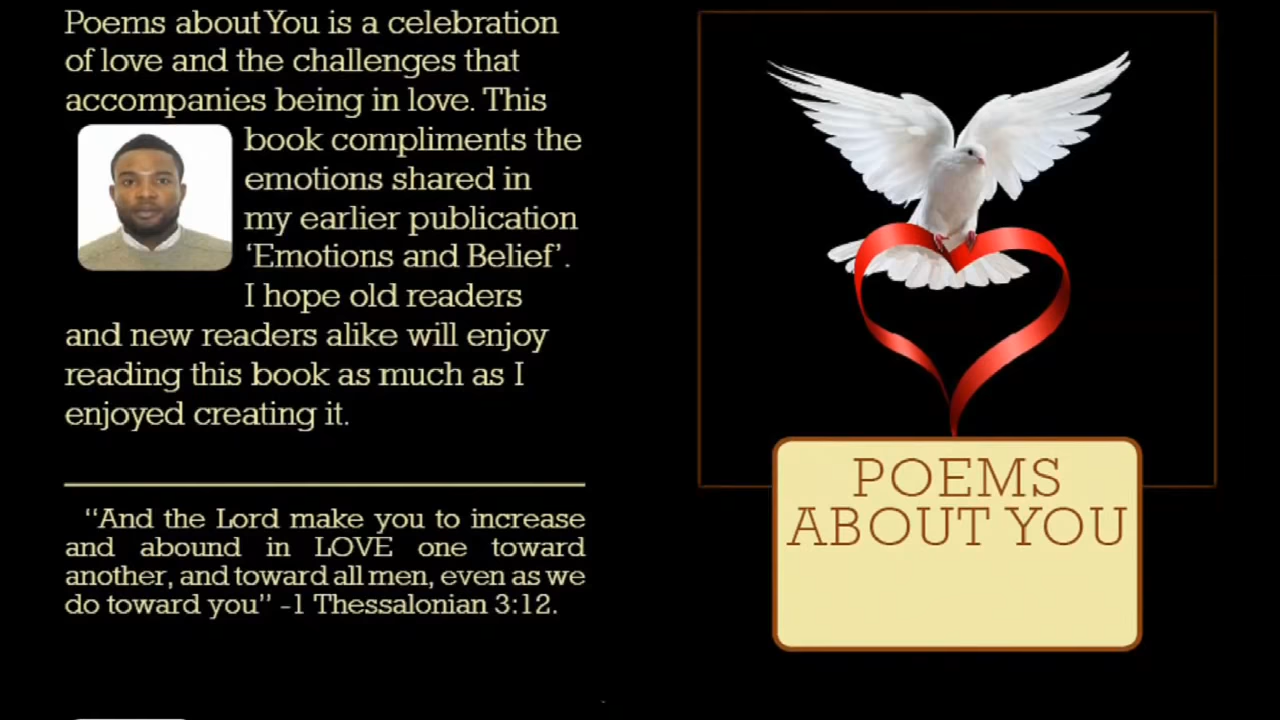 Poems about You is a celebration
of love and the challenges that
accompanies being in love. This
book compliments the
emotions shared in
my earlier publication
‘Emotions and Belief’.
I hope old readers
and new readers alike will enjoy
reading this book as much as I
enjoyed creating it.
“And the Lord make you to increase
and abound in LOVE one toward
another, and toward all men, even as we
do toward you” -1 Thessalonian 3:12.
POEMS
ABOUT YOU